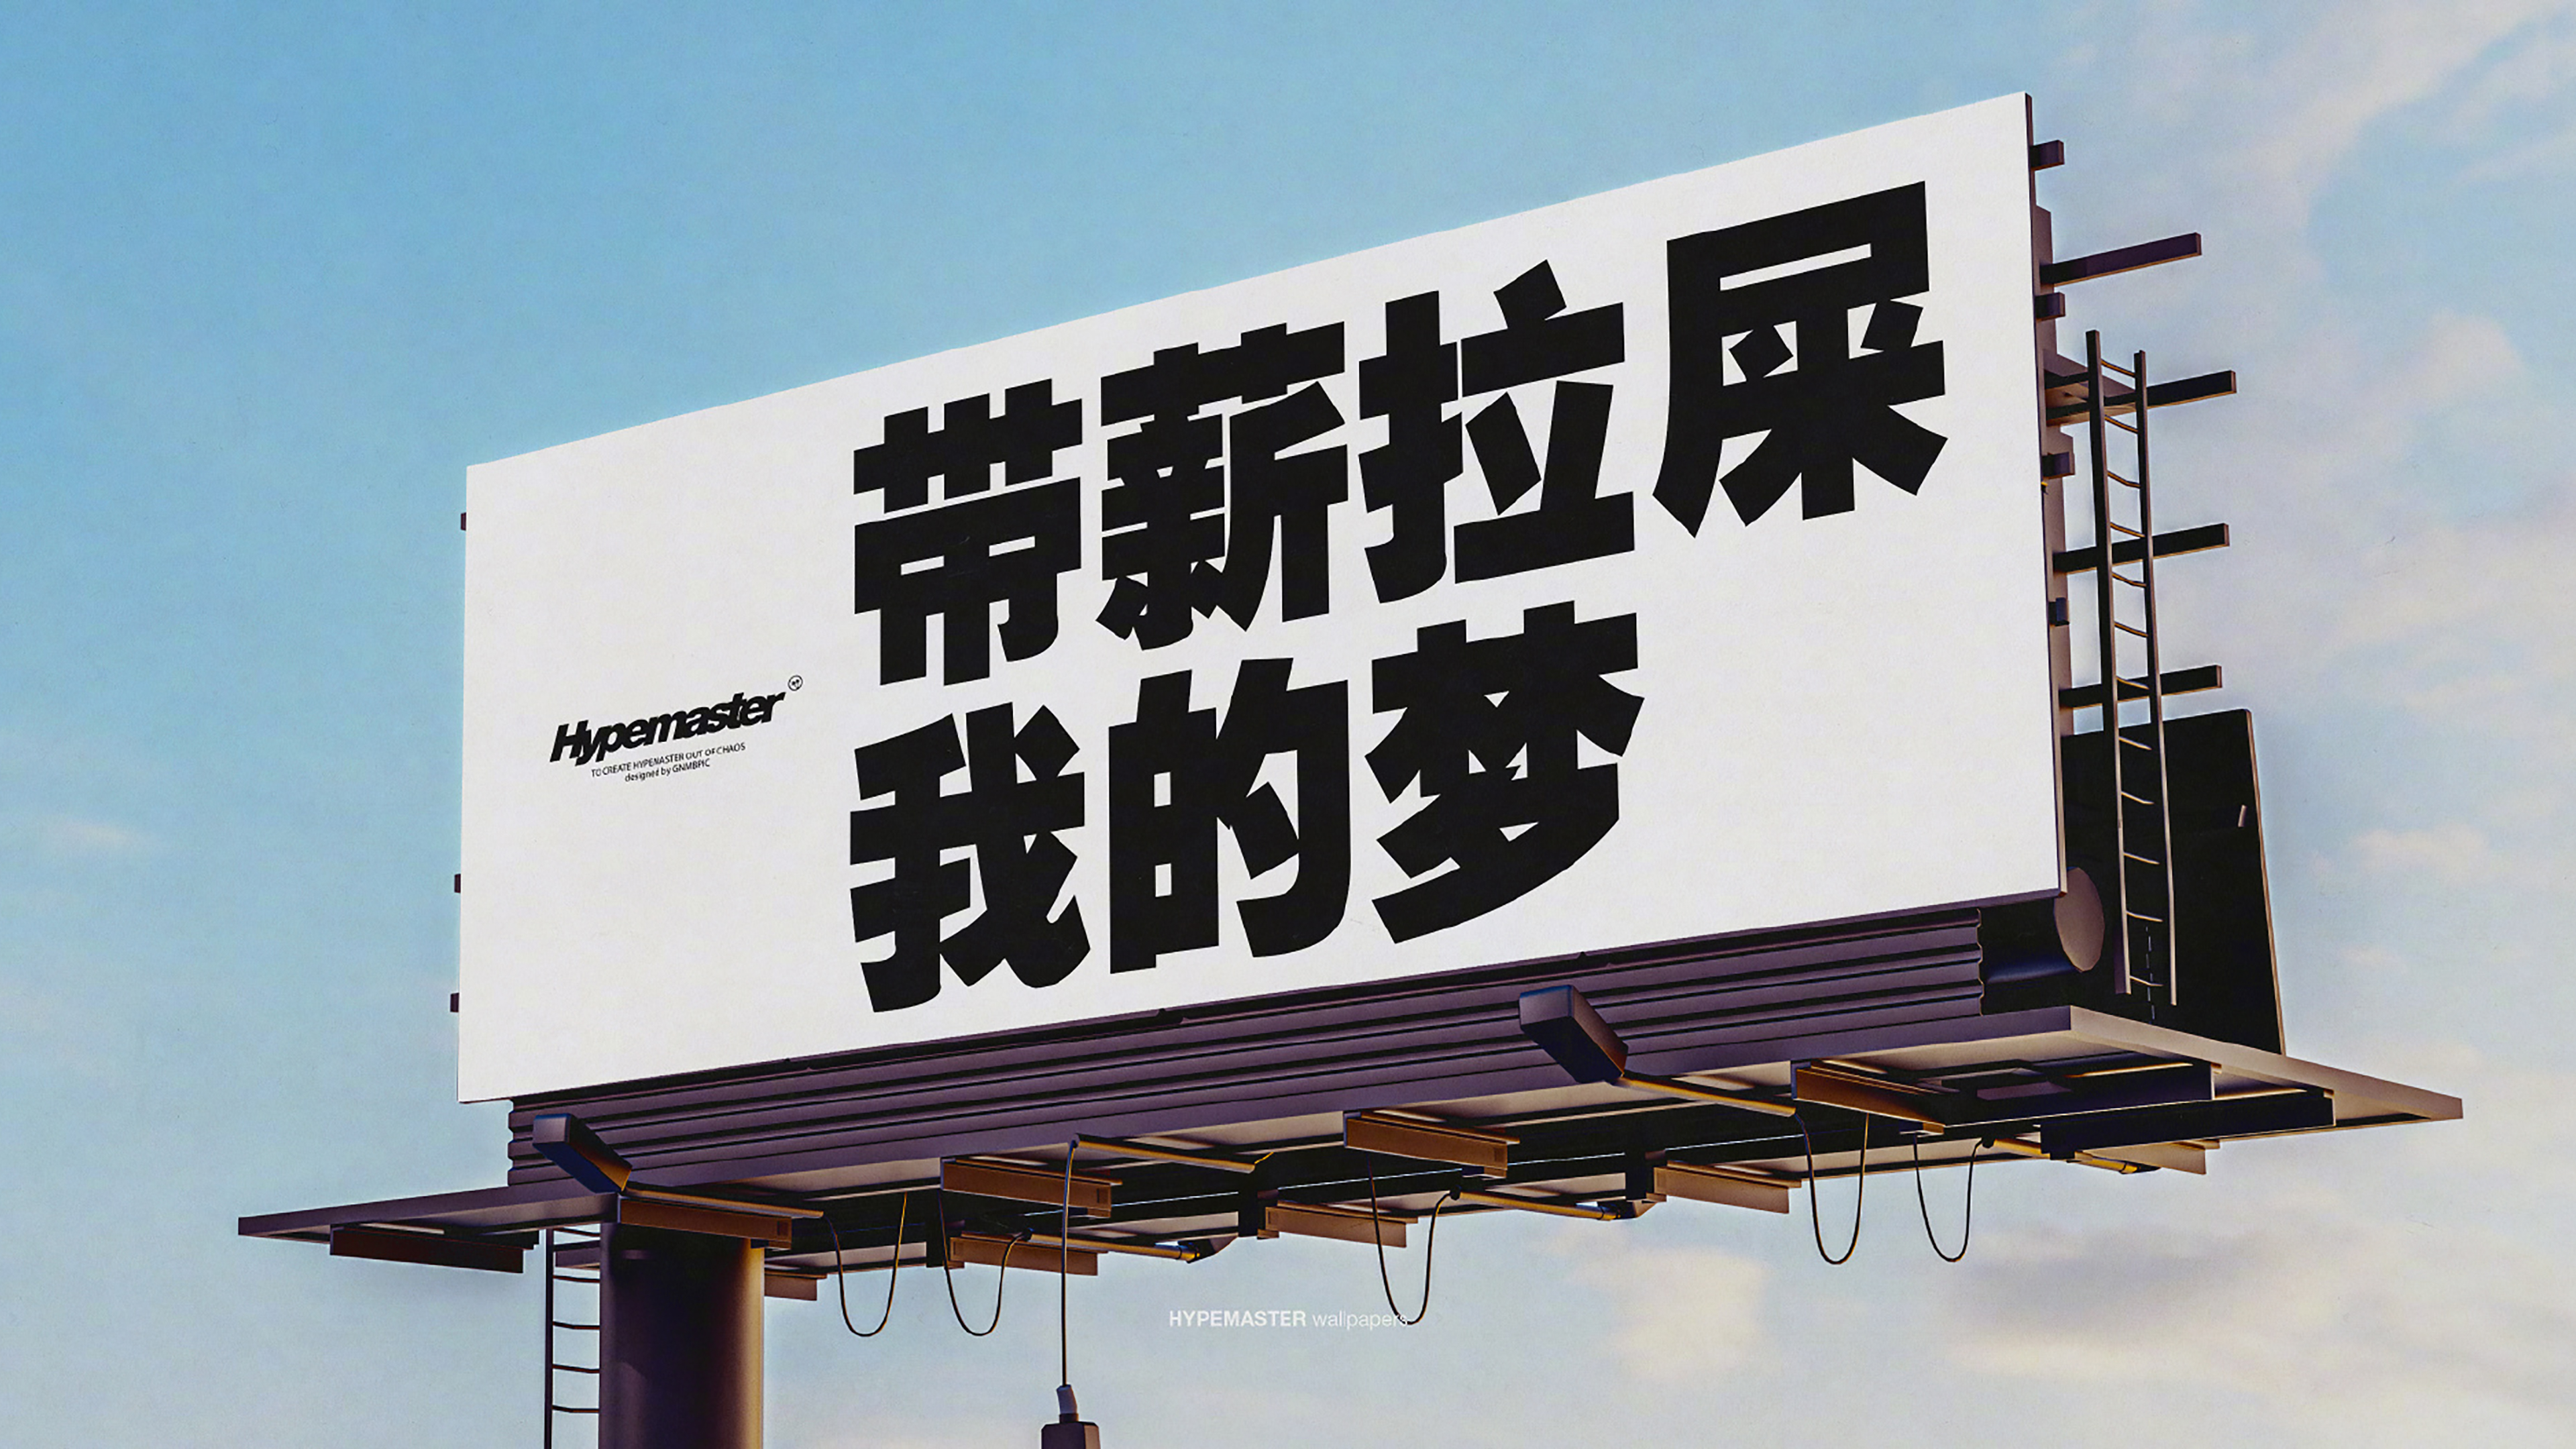 带薪拉屎
我的梦
Hypemaster
TO CREATE HYPEMASTER OUT OF CHAOS
designed by GNMBPIC
HYPEMASTER wallpapers